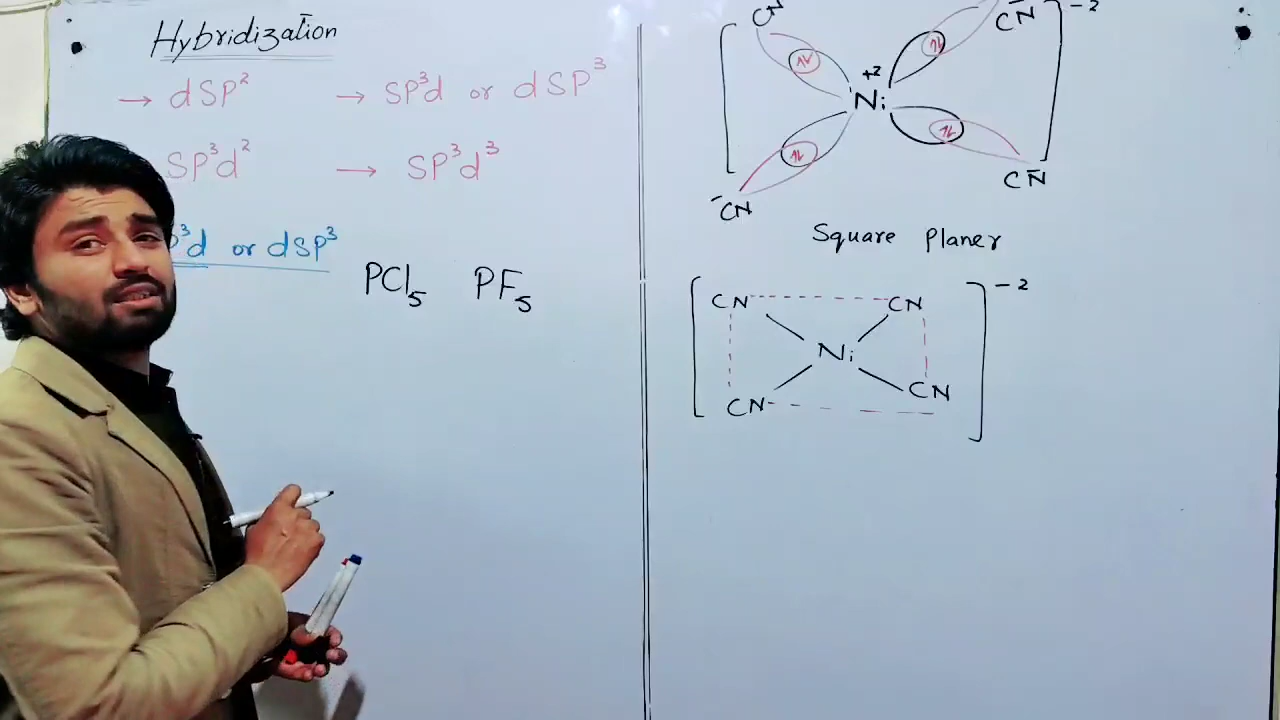 Hybridization
→ dSP² → SP³d or dSP³
SP³d² → SP³d³
P³d or dSP³
PCl₅ PF₅
CN⁻ -2
+2
Ni
⁻CN CN⁻
Square Planer
CN CN -2
Ni
CN CN